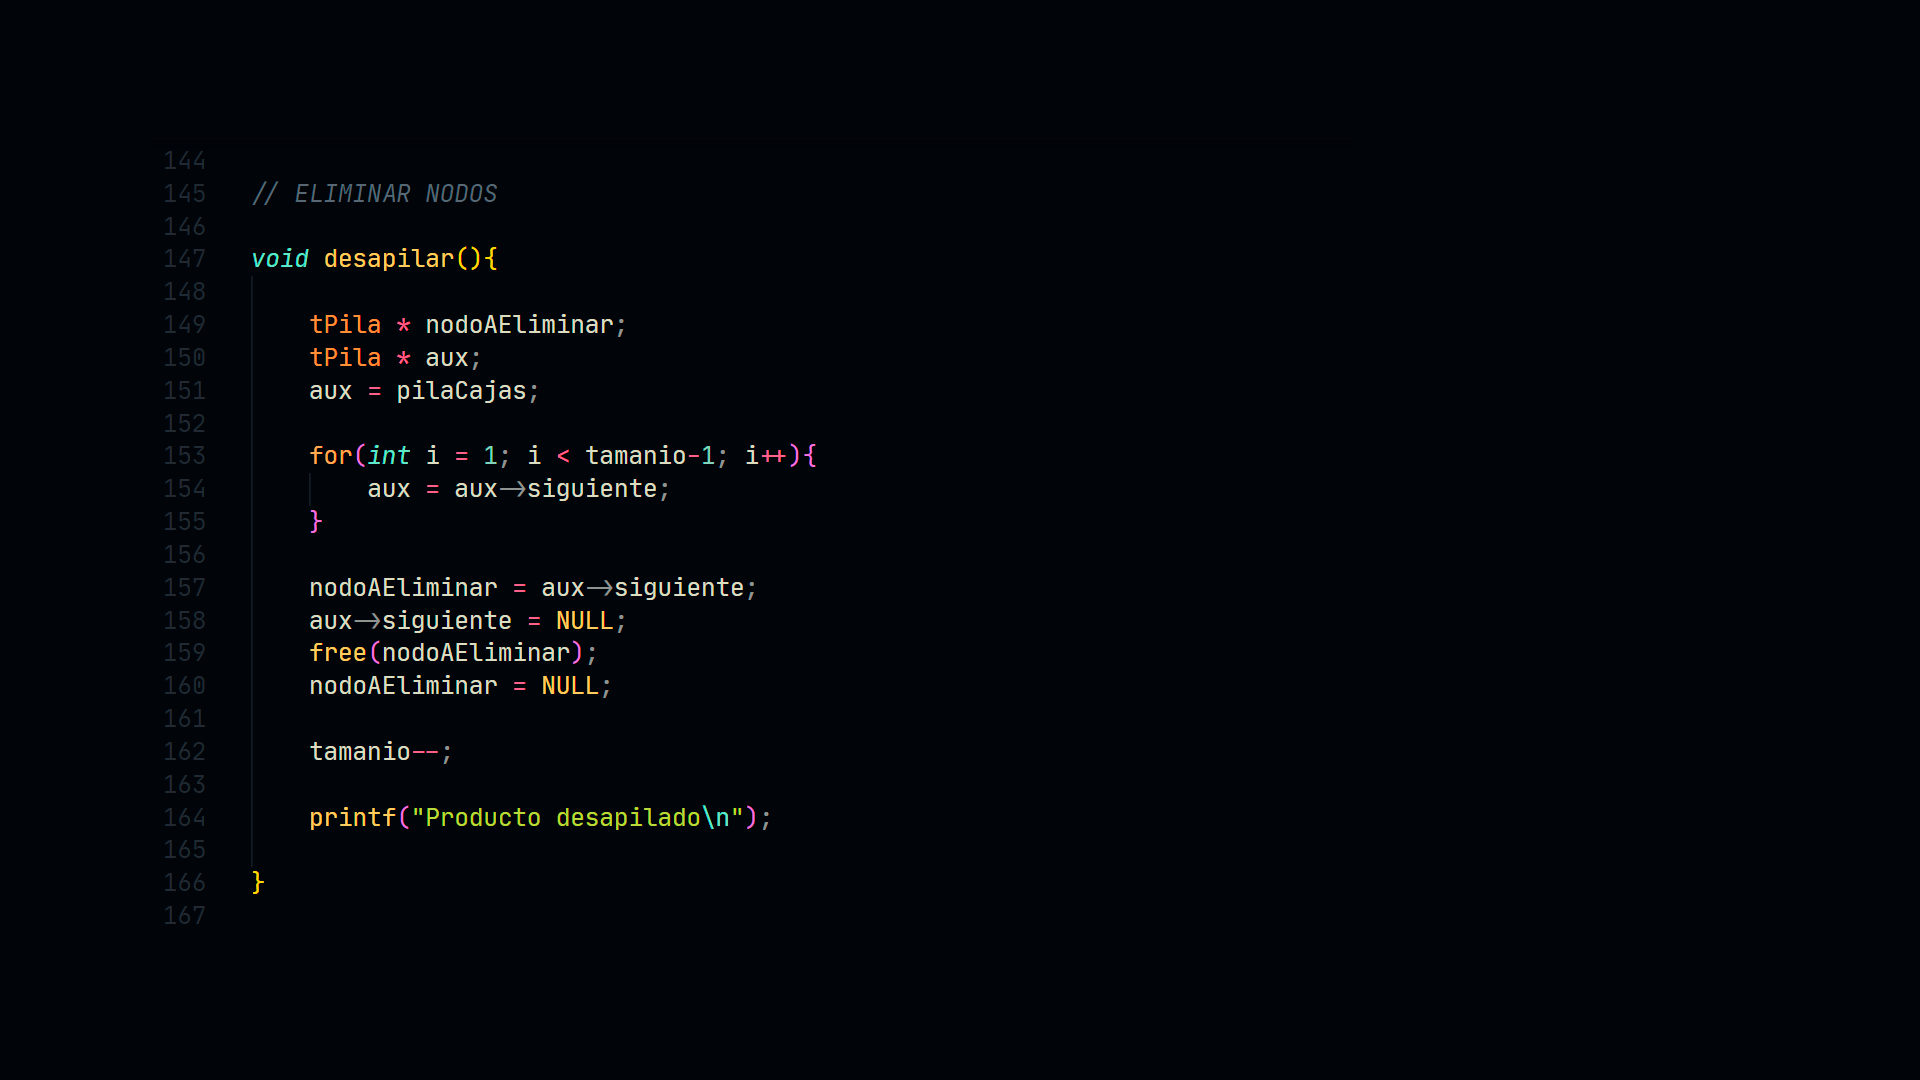 144
145 // ELIMINAR NODOS
146
147 void desapilar(){
148
149     tPila * nodoAEliminar;
150     tPila * aux;
151     aux = pilaCajas;
152
153     for(int i = 1; i < tamanio-1; i++){
154         aux = aux->siguiente;
155     }
156
157     nodoAEliminar = aux->siguiente;
158     aux->siguiente = NULL;
159     free(nodoAEliminar);
160     nodoAEliminar = NULL;
161
162     tamanio--;
163
164     printf("Producto desapilado\n");
165
166 }
167